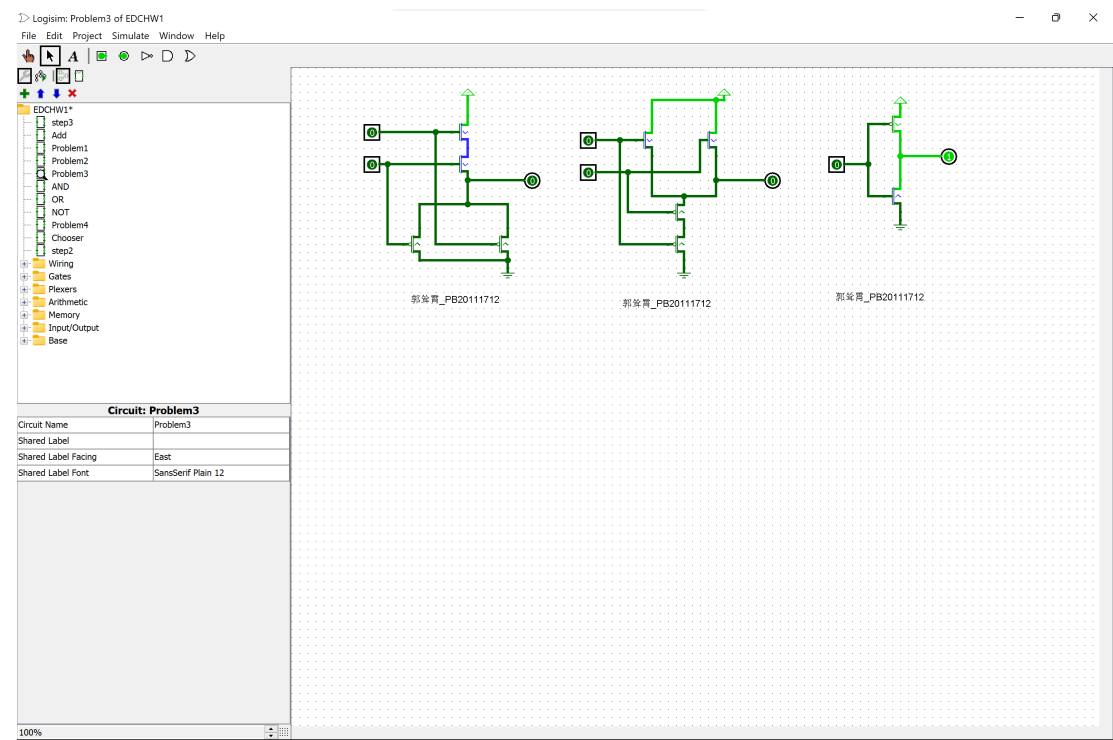 Logisim: Problem3 of EDCHW1
File Edit Project Simulate Window Help
A
EDCHW1*
step3
Add
Problem1
Problem2
Problem3
AND
OR
NOT
Problem4
Chooser
step2
Wiring
Gates
Plexers
Arithmetic
Memory
Input/Output
Base
Circuit: Problem3
Circuit Name Problem3
Shared Label
Shared Label Facing East
Shared Label Font SansSerif Plain 12
100%
0
0
0
郭耸霄_PB20111712
0
0
0
郭耸霄_PB20111712
0
1
郭耸霄_PB20111712